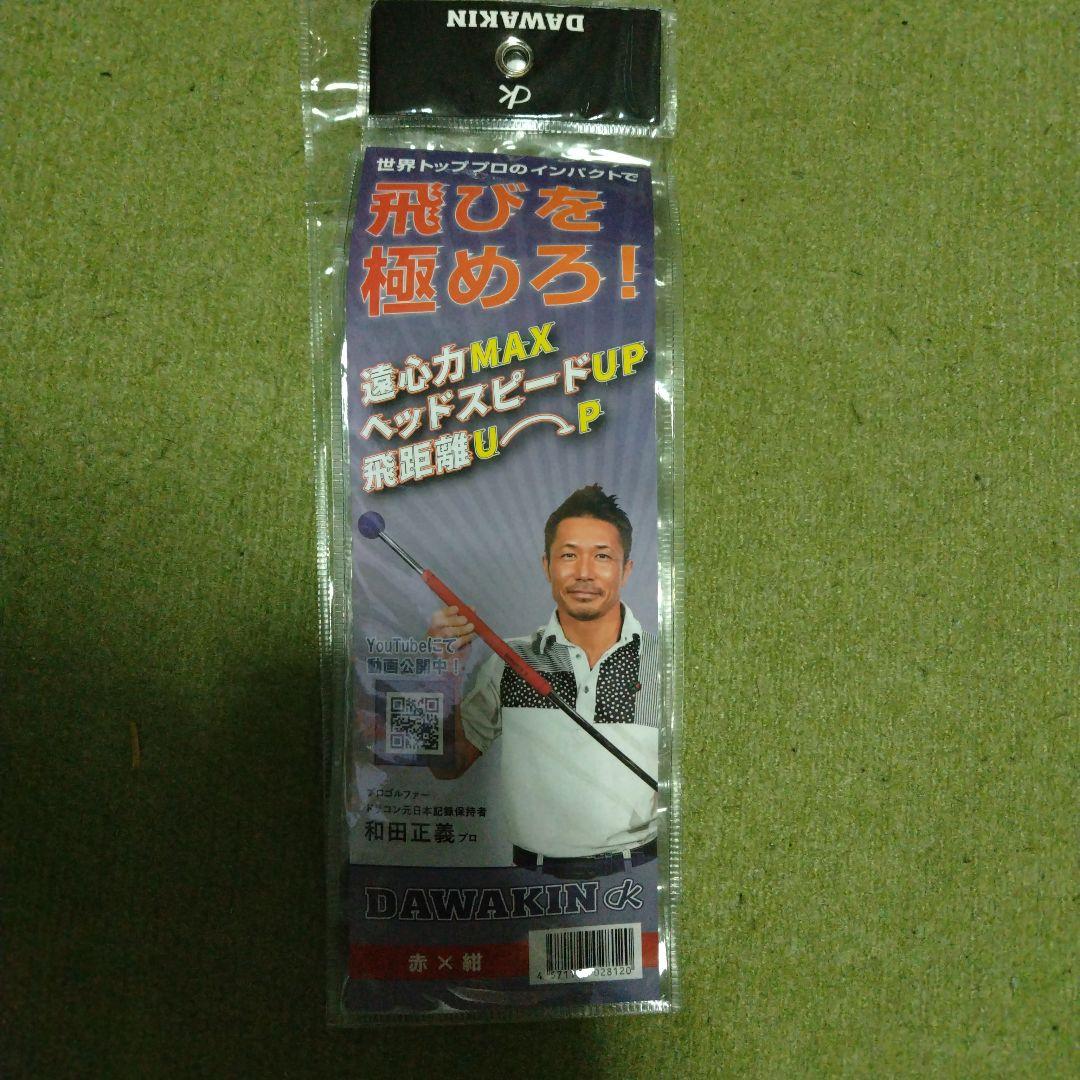 DAWAKIN
dk
世界トッププロのインパクトで
飛びを
極めろ！
遠心力MAX
ヘッドスピードUP
飛距離UP
YouTubeにて
動画公開中！
プロゴルファー
ドラコン元日本記録保持者
和田正義プロ
DAWAKIN dk
赤×紺